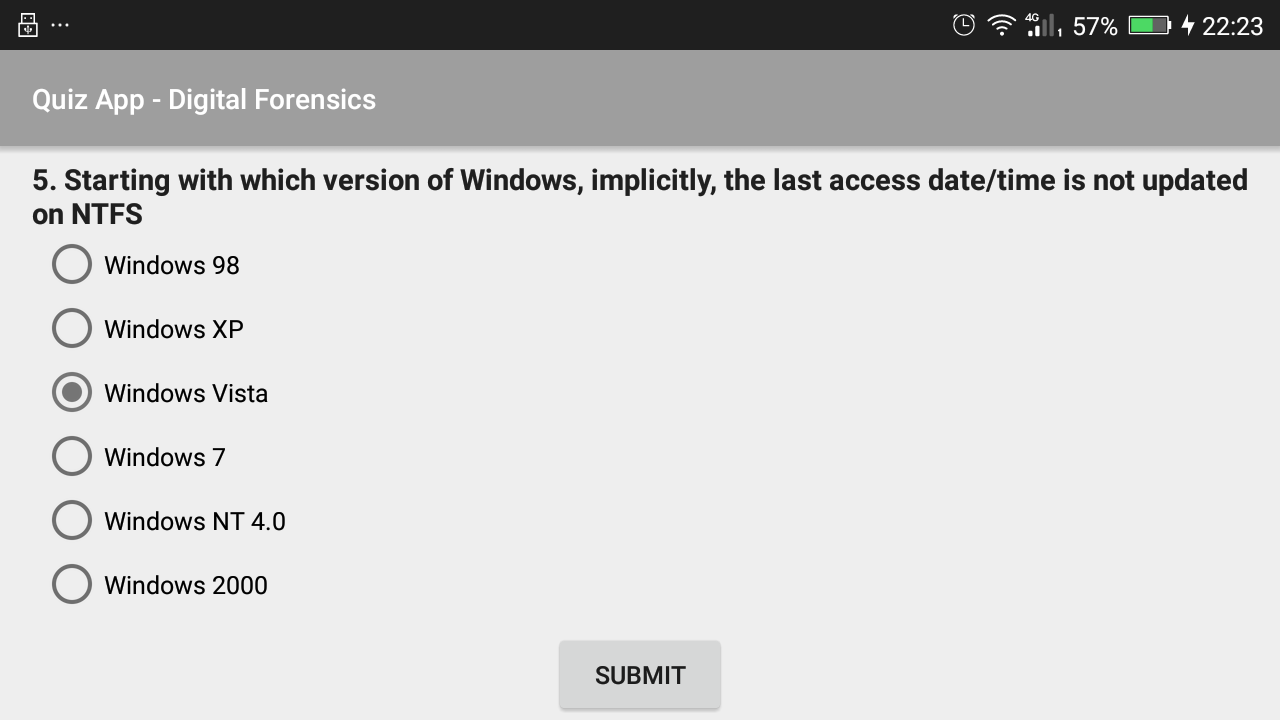 ... 4G 1 57% 22:23
Quiz App - Digital Forensics
5. Starting with which version of Windows, implicitly, the last access date/time is not updated
on NTFS
Windows 98
Windows XP
Windows Vista
Windows 7
Windows NT 4.0
Windows 2000
SUBMIT